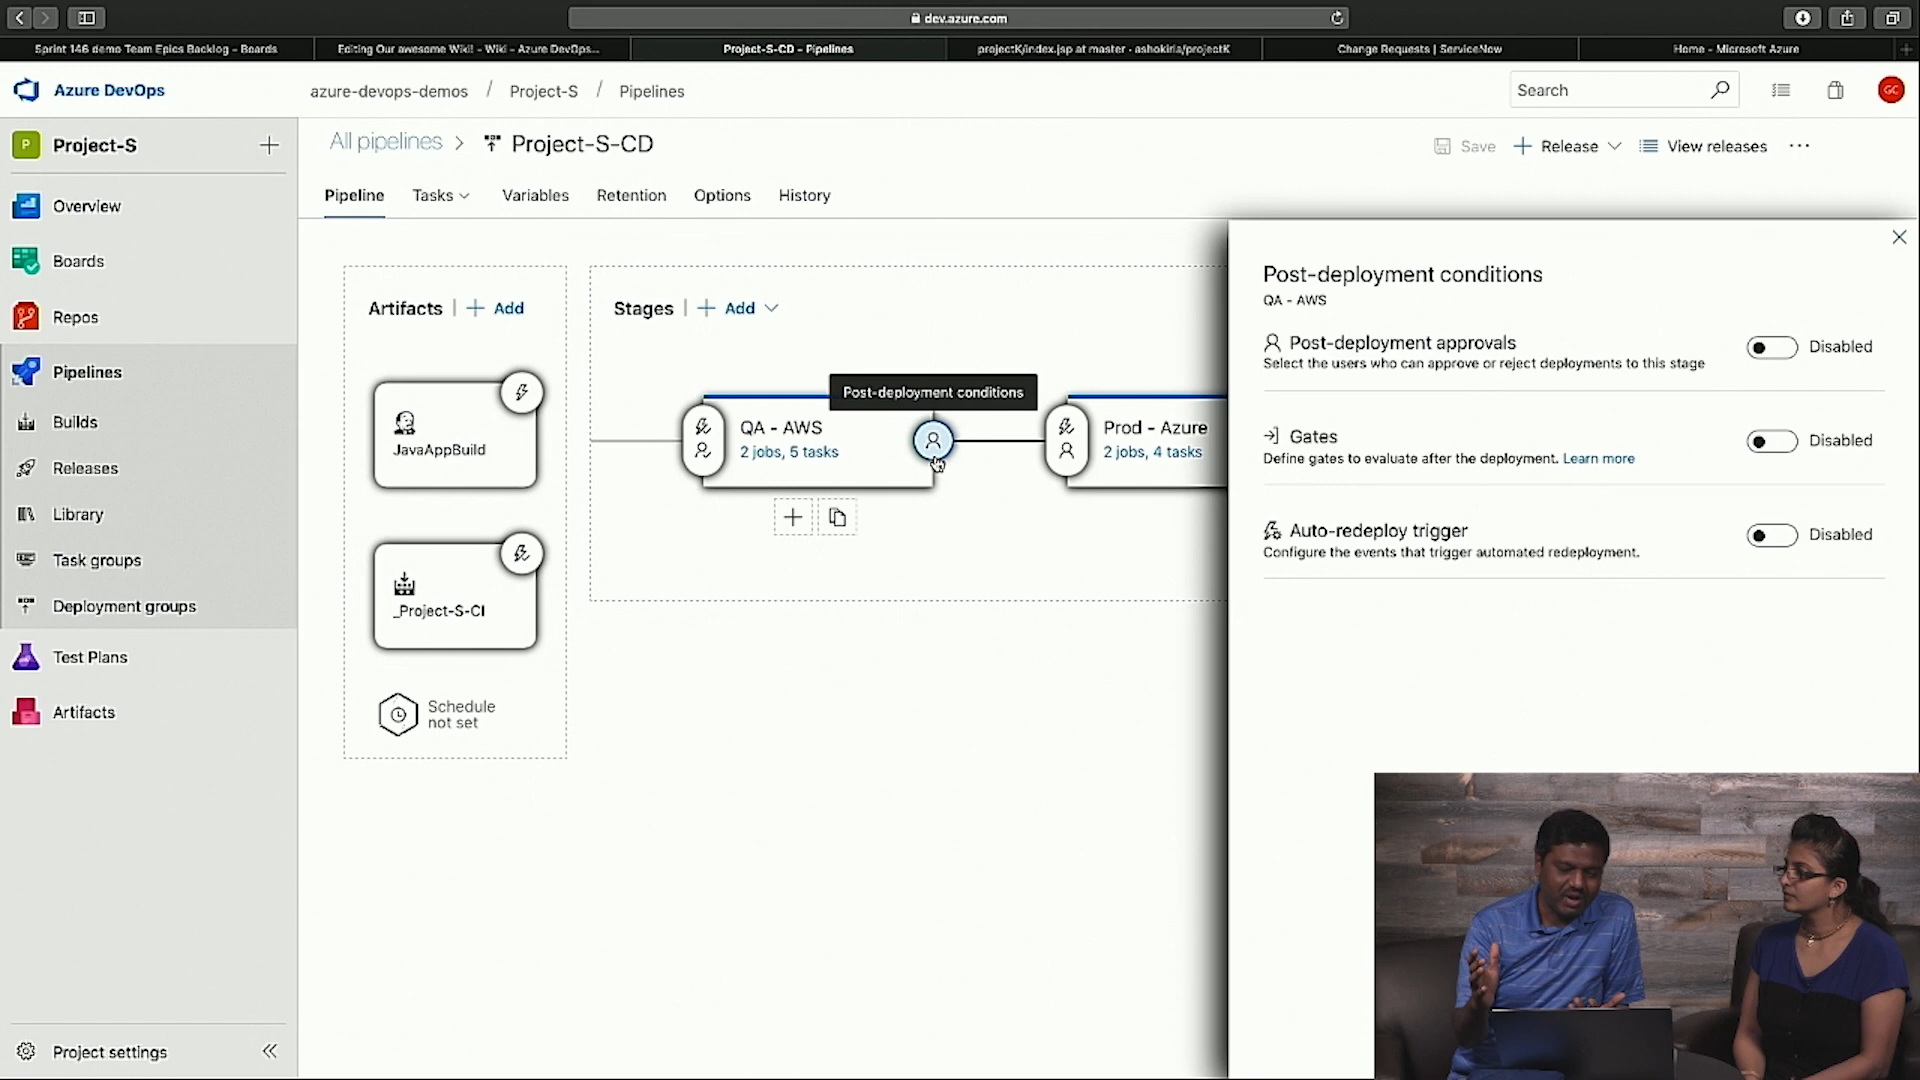 dev.azure.com
Sprint 146 demo Team Epics Backlog - Boards
Editing Our awesome Wiki! - Wiki - Azure DevOps...
Project-S-CD - Pipelines
projectK/index.jsp at master · ashokirla/projectK
Change Requests | ServiceNow
Home - Microsoft Azure
Azure DevOps
azure-devops-demos / Project-S / Pipelines
Search
GC
P Project-S
All pipelines > Project-S-CD
Save
Release
View releases
Pipeline
Tasks
Variables
Retention
Options
History
Overview
Boards
Repos
Pipelines
Builds
Releases
Library
Task groups
Deployment groups
Test Plans
Artifacts
Project settings
Artifacts | + Add
JavaAppBuild
_Project-S-CI
Schedule
not set
Stages | + Add
Post-deployment conditions
QA - AWS
2 jobs, 5 tasks
Prod - Azure
2 jobs, 4 tasks
Post-deployment conditions
QA - AWS
Post-deployment approvals
Disabled
Select the users who can approve or reject deployments to this stage
Gates
Disabled
Define gates to evaluate after the deployment. Learn more
Auto-redeploy trigger
Disabled
Configure the events that trigger automated redeployment.